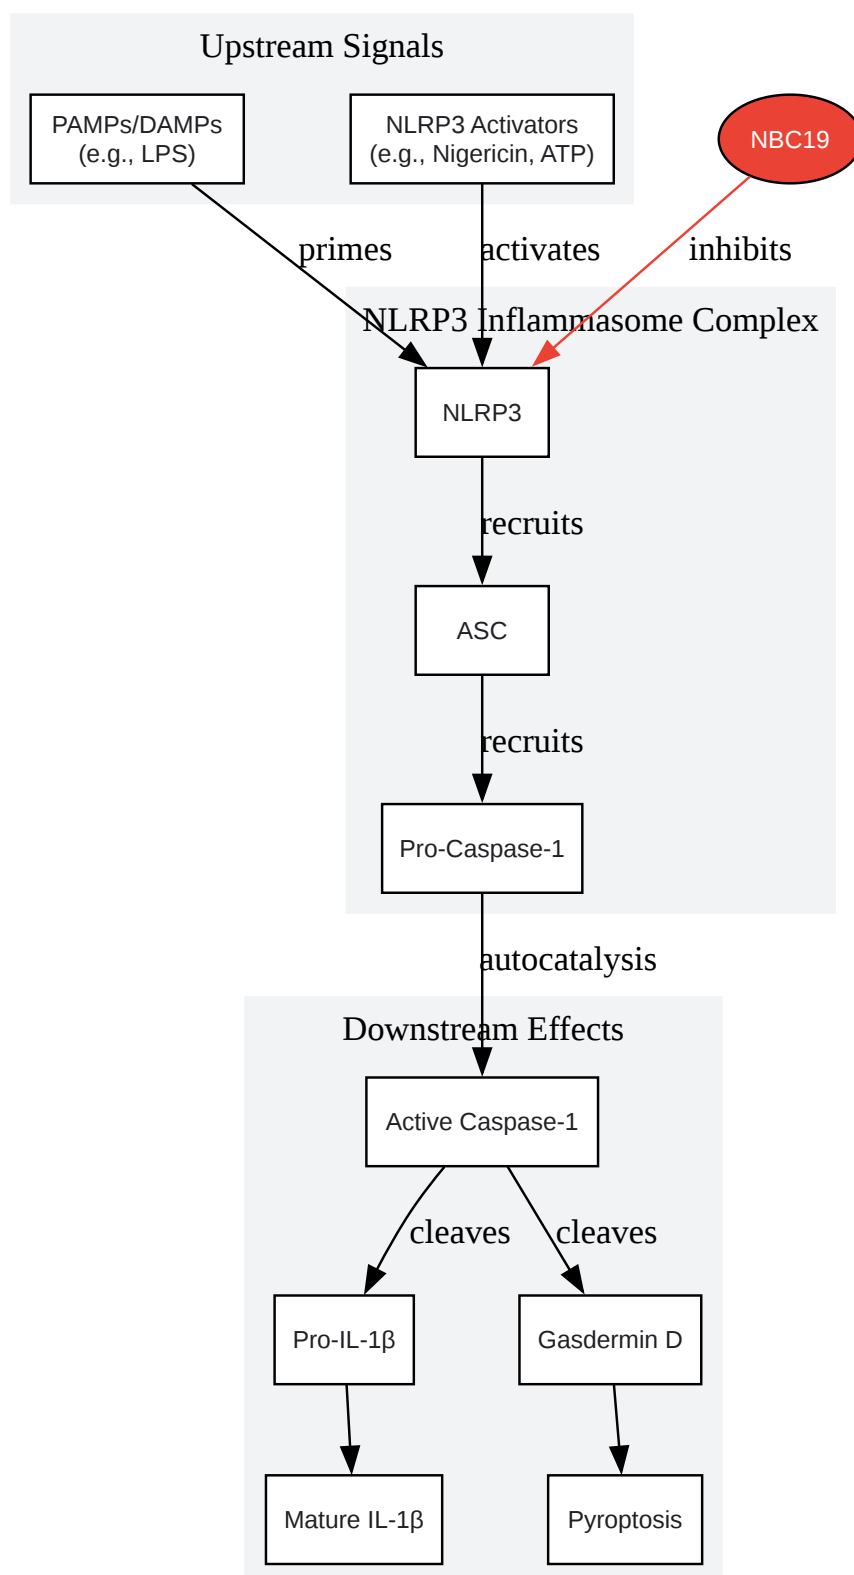 Upstream Signals
PAMPs/DAMPs
(e.g., LPS)
NLRP3 Activators
(e.g., Nigericin, ATP)
NBC19
primes
activates
inhibits
NLRP3 Inflammasome Complex
NLRP3
recruits
ASC
recruits
Pro-Caspase-1
autocatalysis
Downstream Effects
Active Caspase-1
cleaves
cleaves
Pro-IL-1β
Gasdermin D
Mature IL-1β
Pyroptosis